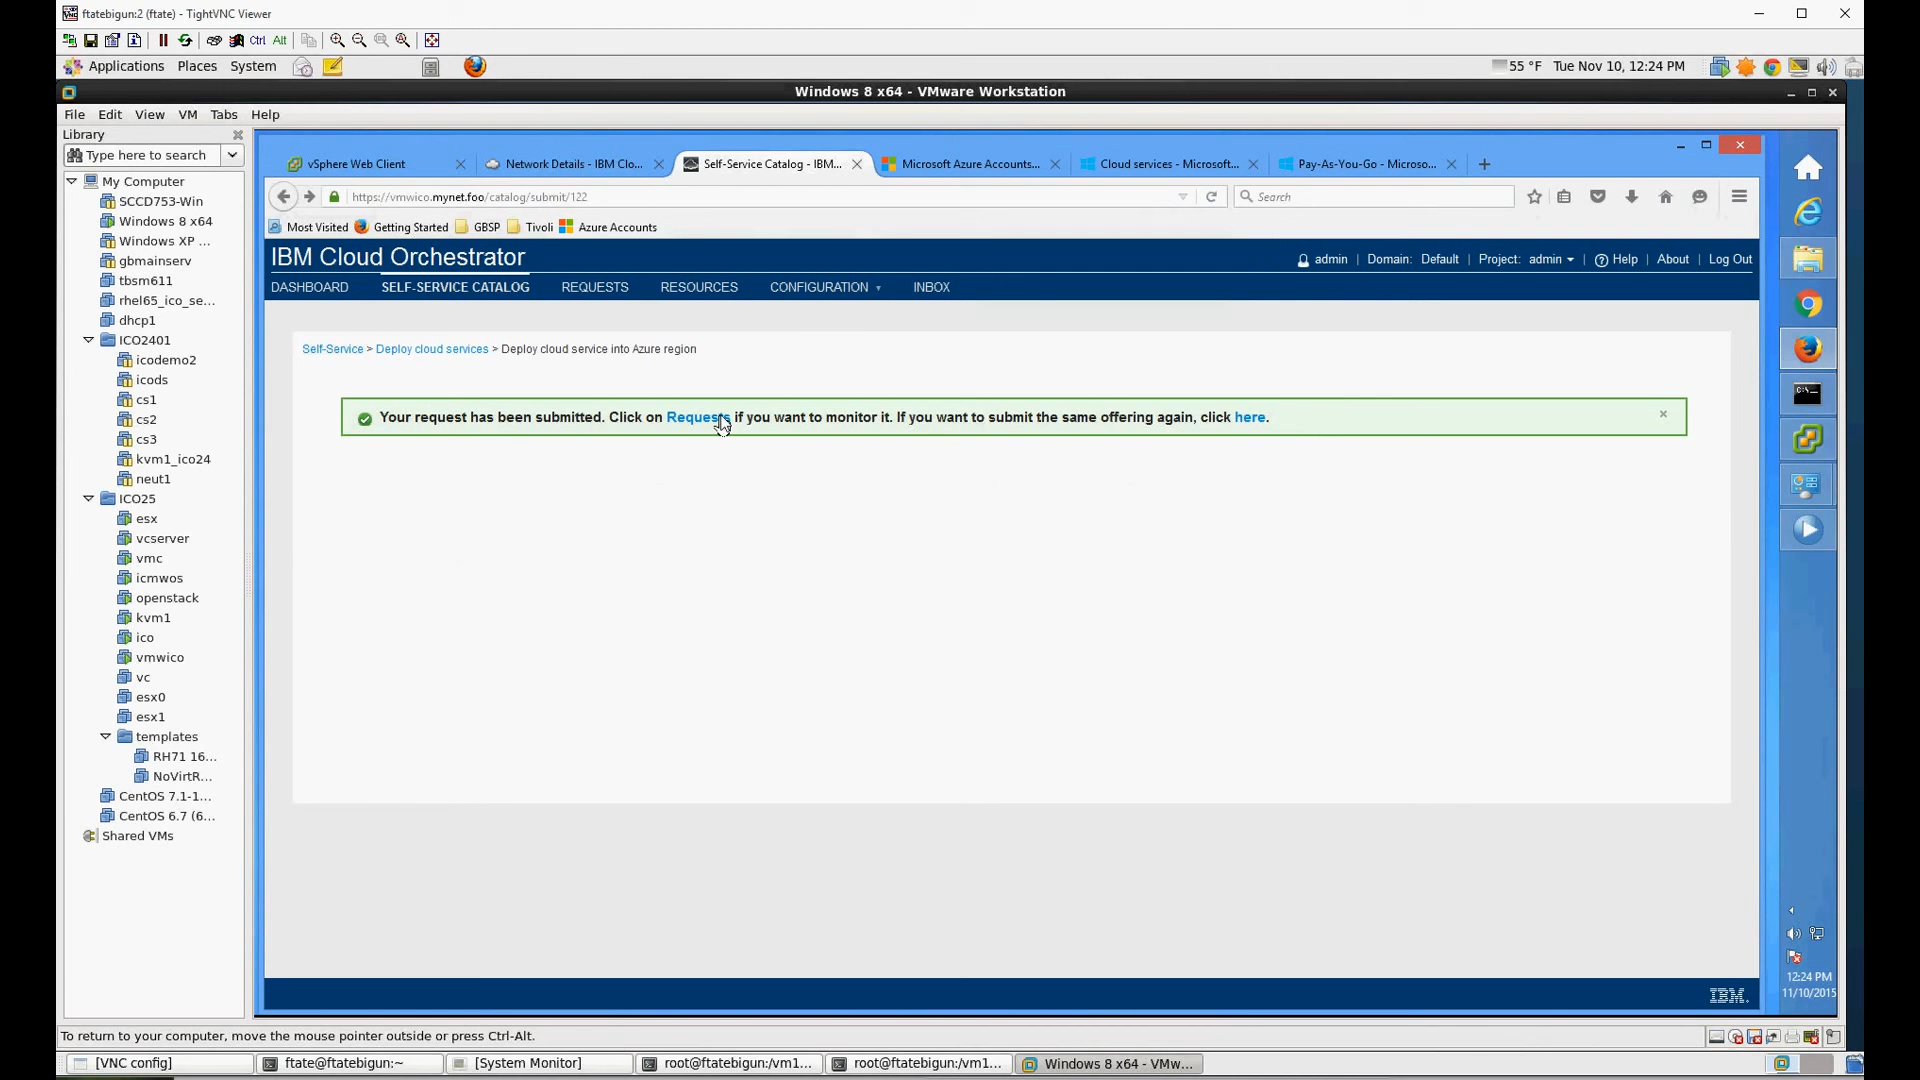 ftatebigun:2 (ftate) - TightVNC Viewer
Ctrl Alt
Applications Places System 55 °F Tue Nov 10, 12:24 PM
Windows 8 x64 - VMware Workstation
File Edit View VM Tabs Help
Library
Type here to search
My Computer
SCCD753-Win
Windows 8 x64
Windows XP ...
gbmainserv
tbsm611
rhel65_ico_se...
dhcp1
ICO2401
icodemo2
icods
cs1
cs2
cs3
kvm1_ico24
neut1
ICO25
esx
vcserver
vmc
icmwos
openstack
kvm1
ico
vmwico
vc
esx0
esx1
templates
RH71 16...
NoVirtR...
CentOS 7.1-1...
CentOS 6.7 (6...
Shared VMs
vSphere Web Client
Network Details - IBM Clo...
Self-Service Catalog - IBM...
Microsoft Azure Accounts...
Cloud services - Microsoft...
Pay-As-You-Go - Microso...
https://vmwico.mynet.foo/catalog/submit/122
Search
Most Visited Getting Started GBSP Tivoli Azure Accounts
IBM Cloud Orchestrator
admin | Domain: Default | Project: admin | Help | About | Log Out
DASHBOARD SELF-SERVICE CATALOG REQUESTS RESOURCES CONFIGURATION INBOX
Self-Service > Deploy cloud services > Deploy cloud service into Azure region
Your request has been submitted. Click on Requests if you want to monitor it. If you want to submit the same offering again, click here.
IBM.
12:24 PM
11/10/2015
To return to your computer, move the mouse pointer outside or press Ctrl-Alt.
[VNC config]
ftate@ftatebigun:~
[System Monitor]
root@ftatebigun:/vm1...
root@ftatebigun:/vm1...
Windows 8 x64 - VMw...